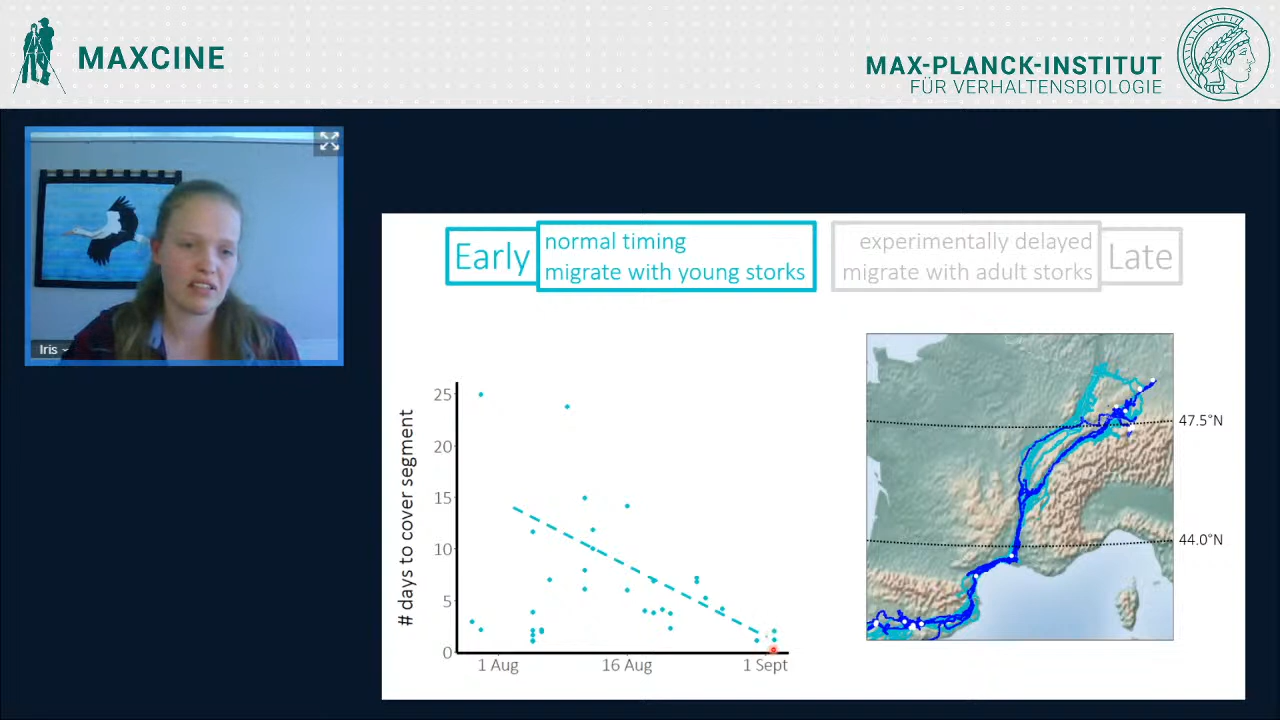 MAXCINE
MAX-PLANCK-INSTITUT
FÜR VERHALTENSBIOLOGIE
Iris
Early
normal timing
migrate with young storks
experimentally delayed
migrate with adult storks
Late
# days to cover segment
25
20
15
10
5
0
1 Aug
16 Aug
1 Sept
47.5°N
44.0°N